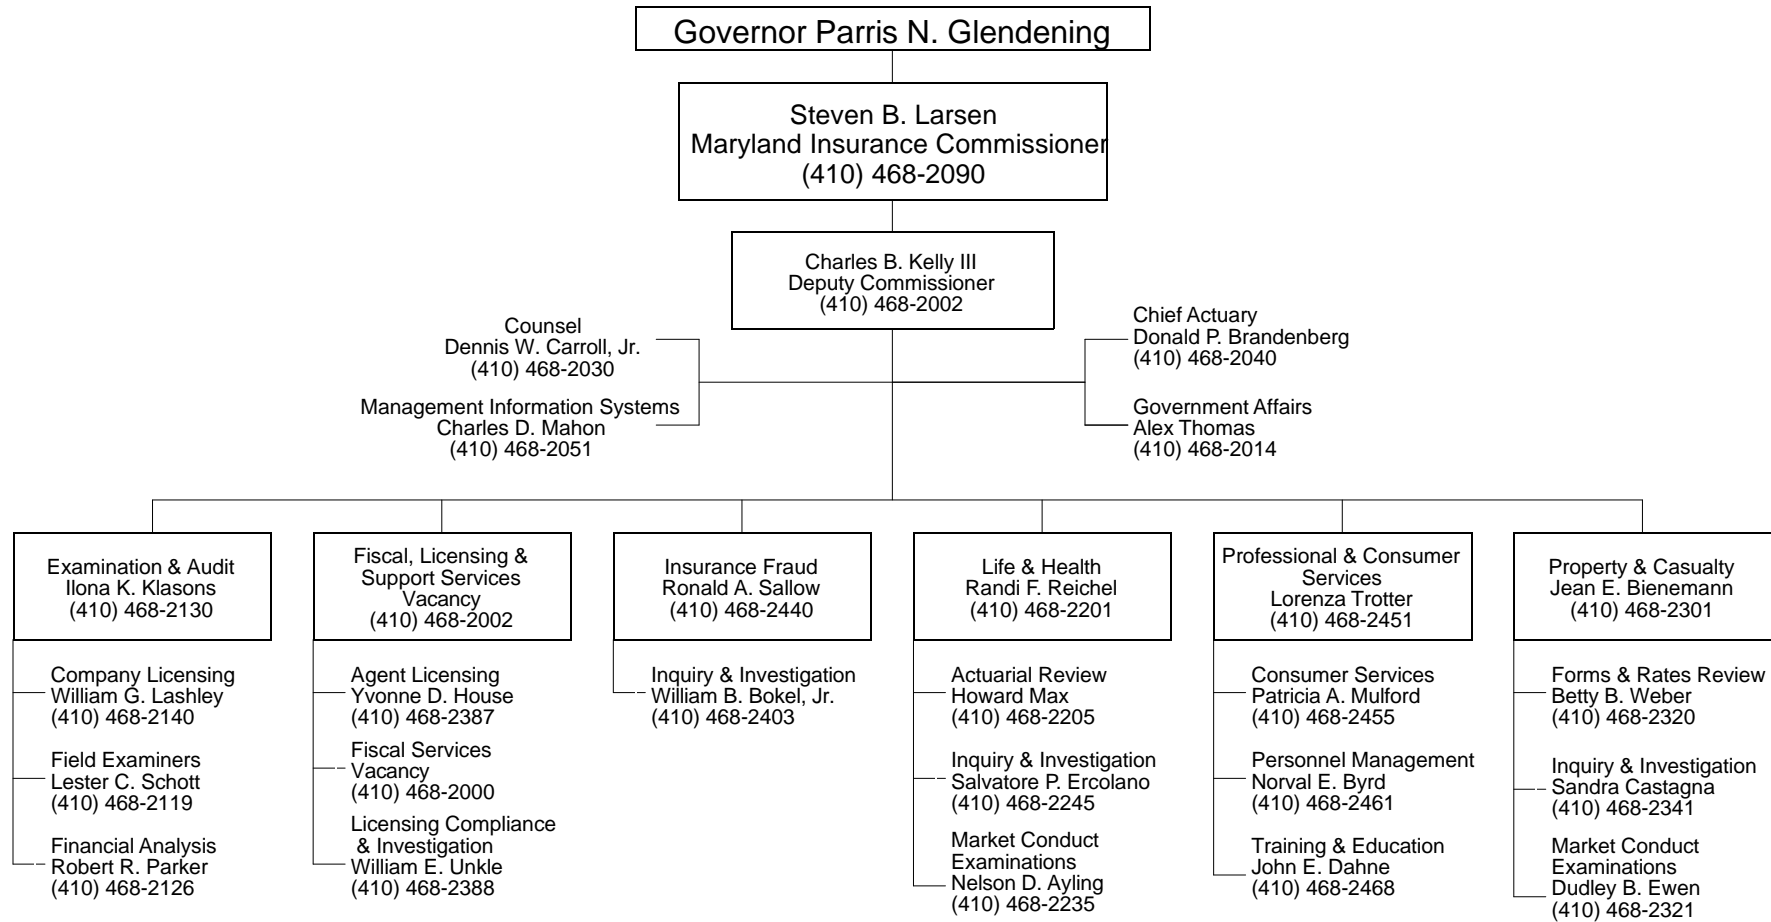 Governor Parris N. Glendening
Steven B. Larsen
Maryland Insurance Commissioner
(410) 468-2090
Charles B. Kelly III
Deputy Commissioner
(410) 468-2002
Counsel
Dennis W. Carroll, Jr.
(410) 468-2030
Management Information Systems
Charles D. Mahon
(410) 468-2051
Chief Actuary
Donald P. Brandenberg
(410) 468-2040
Government Affairs
Alex Thomas
(410) 468-2014
Examination & Audit
Ilona K. Klasons
(410) 468-2130
Company Licensing
William G. Lashley
(410) 468-2140
Field Examiners
Lester C. Schott
(410) 468-2119
Financial Analysis
Robert R. Parker
(410) 468-2126
Fiscal, Licensing &
Support Services
Vacancy
(410) 468-2002
Agent Licensing
Yvonne D. House
(410) 468-2387
Fiscal Services
Vacancy
(410) 468-2000
Licensing Compliance
& Investigation
William E. Unkle
(410) 468-2388
Insurance Fraud
Ronald A. Sallow
(410) 468-2440
Inquiry & Investigation
William B. Bokel, Jr.
(410) 468-2403
Life & Health
Randi F. Reichel
(410) 468-2201
Actuarial Review
Howard Max
(410) 468-2205
Inquiry & Investigation
Salvatore P. Ercolano
(410) 468-2245
Market Conduct
Examinations
Nelson D. Ayling
(410) 468-2235
Professional & Consumer
Services
Lorenza Trotter
(410) 468-2451
Consumer Services
Patricia A. Mulford
(410) 468-2455
Personnel Management
Norval E. Byrd
(410) 468-2461
Training & Education
John E. Dahne
(410) 468-2468
Property & Casualty
Jean E. Bienemann
(410) 468-2301
Forms & Rates Review
Betty B. Weber
(410) 468-2320
Inquiry & Investigation
Sandra Castagna
(410) 468-2341
Market Conduct
Examinations
Dudley B. Ewen
(410) 468-2321